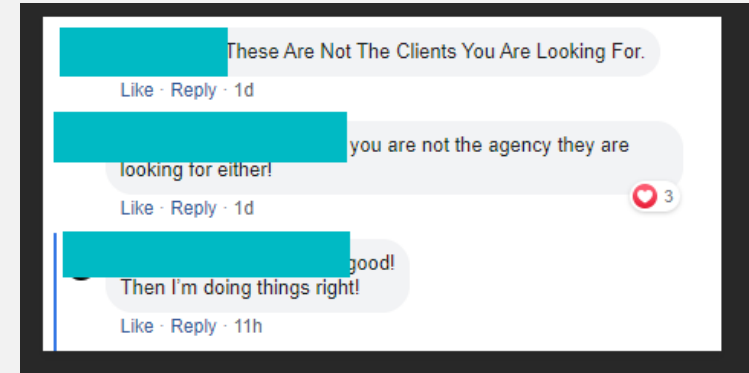 These Are Not The Clients You Are Looking For.
Like · Reply · 1d
you are not the agency they are
looking for either!
3
Like · Reply · 1d
good!
Then I'm doing things right!
Like · Reply · 11h